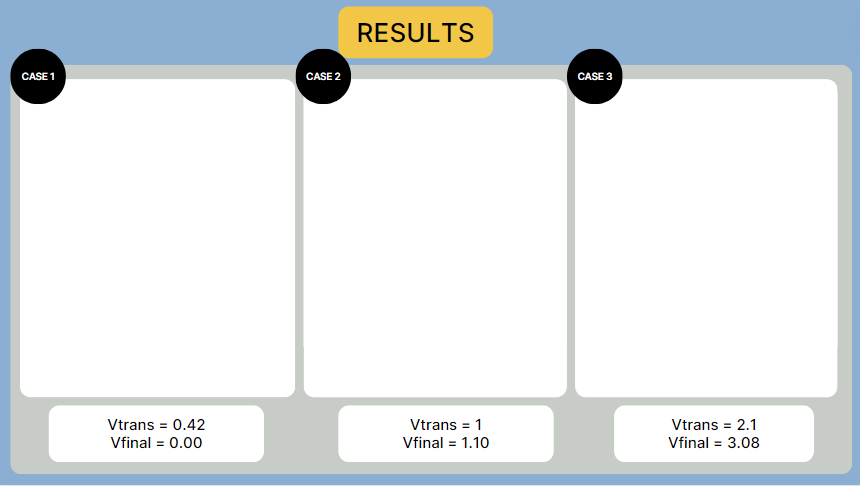 RESULTS
CASE 1
CASE 2
CASE 3
Vtrans = 0.42
Vfinal = 0.00
Vtrans = 1
Vfinal = 1.10
Vtrans = 2.1
Vfinal = 3.08